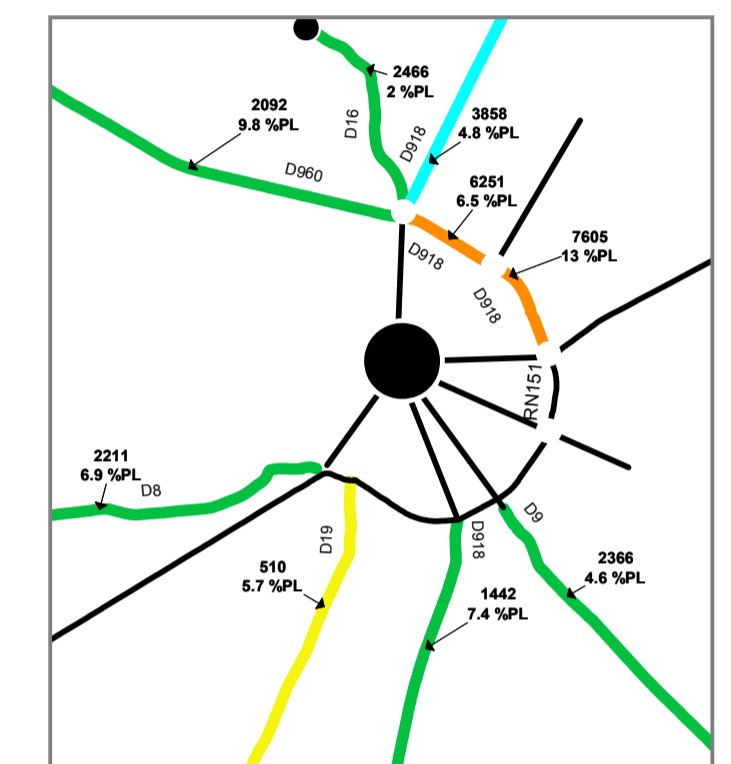 2466
2 %PL
2092
9.8 %PL
D16
D918
3858
4.8 %PL
D960
6251
6.5 %PL
D918
7605
13 %PL
D918
RN151
2211
6.9 %PL
D8
D19
D918
D9
510
5.7 %PL
2366
4.6 %PL
1442
7.4 %PL